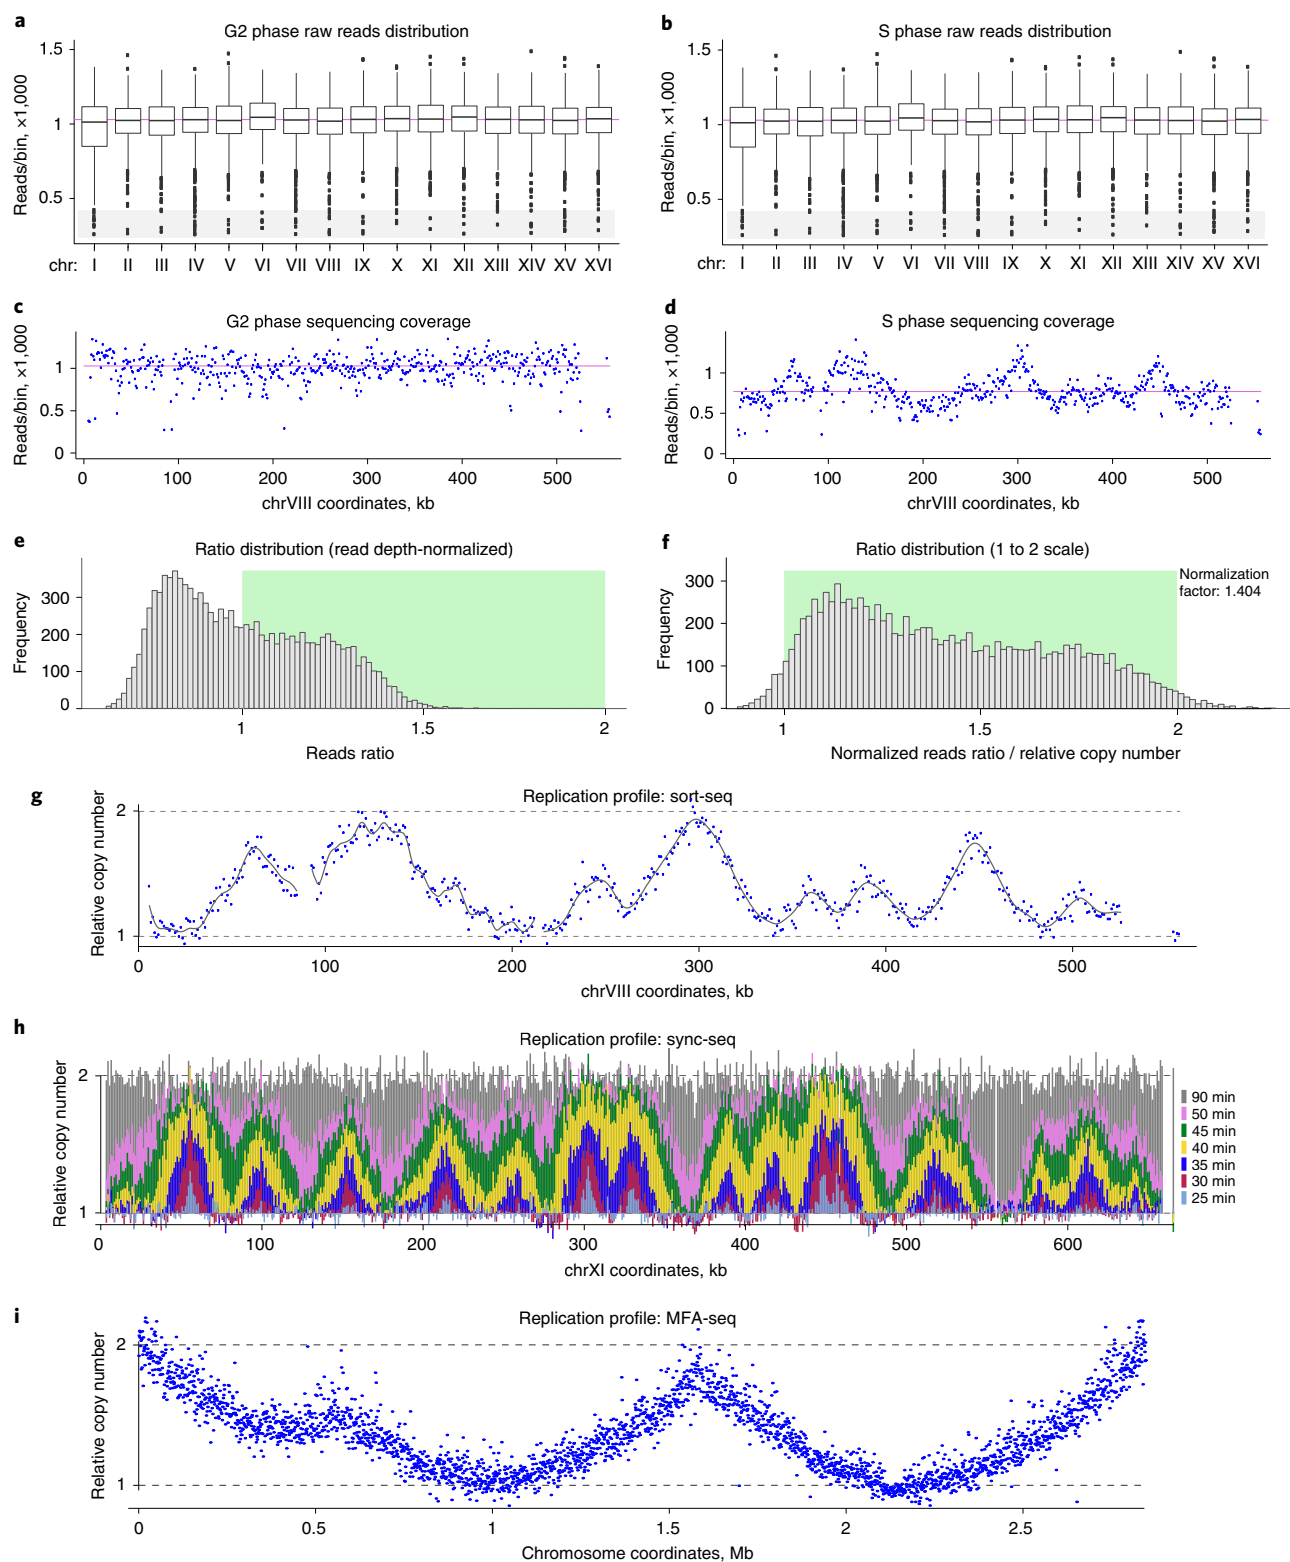 a
G2 phase raw reads distribution
Reads/bin, ×1,000
1.5
1
0.5
chr: I II III IV V VI VII VIII IX X XI XII XIII XIV XV XVI
b
S phase raw reads distribution
Reads/bin, ×1,000
1.5
1
0.5
chr: I II III IV V VI VII VIII IX X XI XII XIII XIV XV XVI
c
G2 phase sequencing coverage
Reads/bin, ×1,000
1
0.5
0
0 100 200 300 400 500
chrVIII coordinates, kb
d
S phase sequencing coverage
Reads/bin, ×1,000
1
0.5
0
0 100 200 300 400 500
chrVIII coordinates, kb
e
Ratio distribution (read depth-normalized)
Frequency
300
200
100
0
1 1.5 2
Reads ratio
f
Ratio distribution (1 to 2 scale)
Normalization
factor: 1.404
Frequency
300
200
100
0
1 1.5 2
Normalized reads ratio / relative copy number
g
Replication profile: sort-seq
Relative copy number
2
1
0 100 200 300 400 500
chrVIII coordinates, kb
h
Replication profile: sync-seq
Relative copy number
2
1
90 min
50 min
45 min
40 min
35 min
30 min
25 min
0 100 200 300 400 500 600
chrXI coordinates, kb
i
Replication profile: MFA-seq
Relative copy number
2
1
0 0.5 1 1.5 2 2.5
Chromosome coordinates, Mb